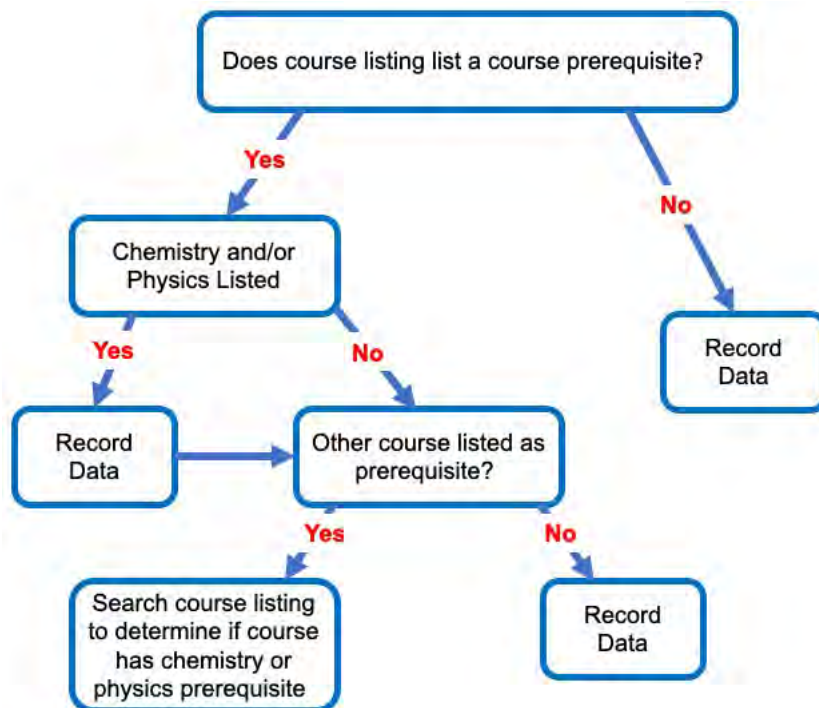 Does course listing list a course prerequisite?
Yes
No
Chemistry and/or
Physics Listed
Yes
No
Record
Data
Record
Data
Other course listed as
prerequisite?
Yes
No
Search course listing
to determine if course
has chemistry or
physics prerequisite
Record
Data